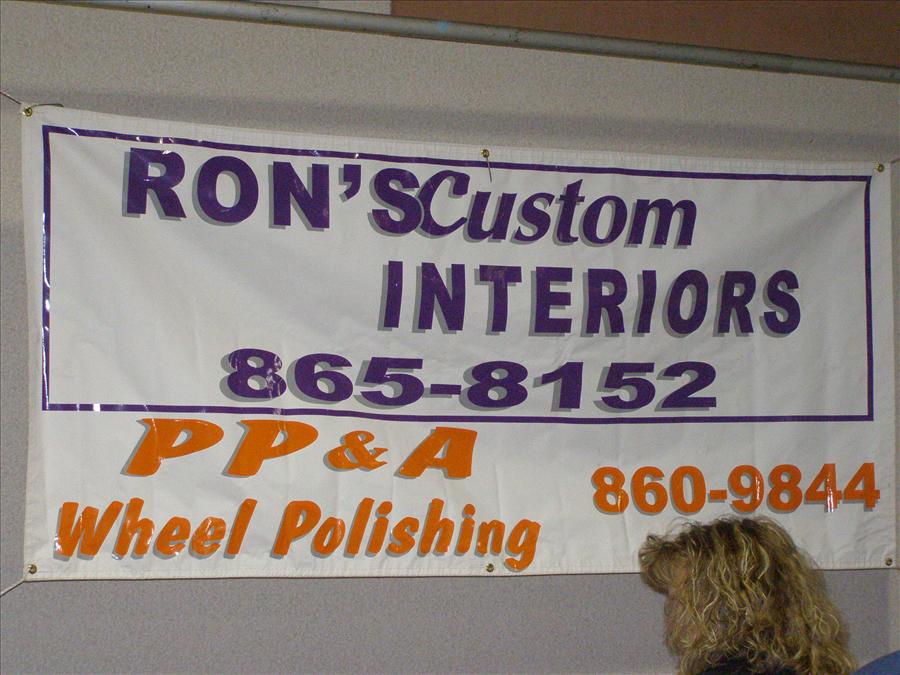 RON'S Custom
INTERIORS
865-8152
PP&A
Wheel Polishing
860-9844